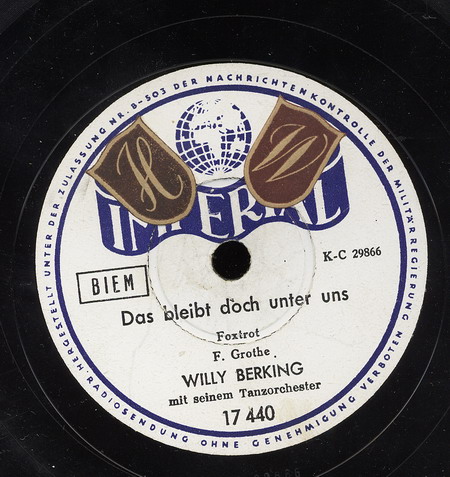 HERGESTELLT UNTER DER ZULASSUNG NR. B-503 DER NACHRICHTENKONTROLLE DER MILITÄRREGIERUNG
H
W
IMPERIAL
K-C 29866
BIEM
Das bleibt doch unter uns
Foxtrot
F. Grothe
WILLY BERKING
mit seinem Tanzorchester
17 440
RADIOSENDUNG OHNE GENEHMIGUNG VERBOTEN